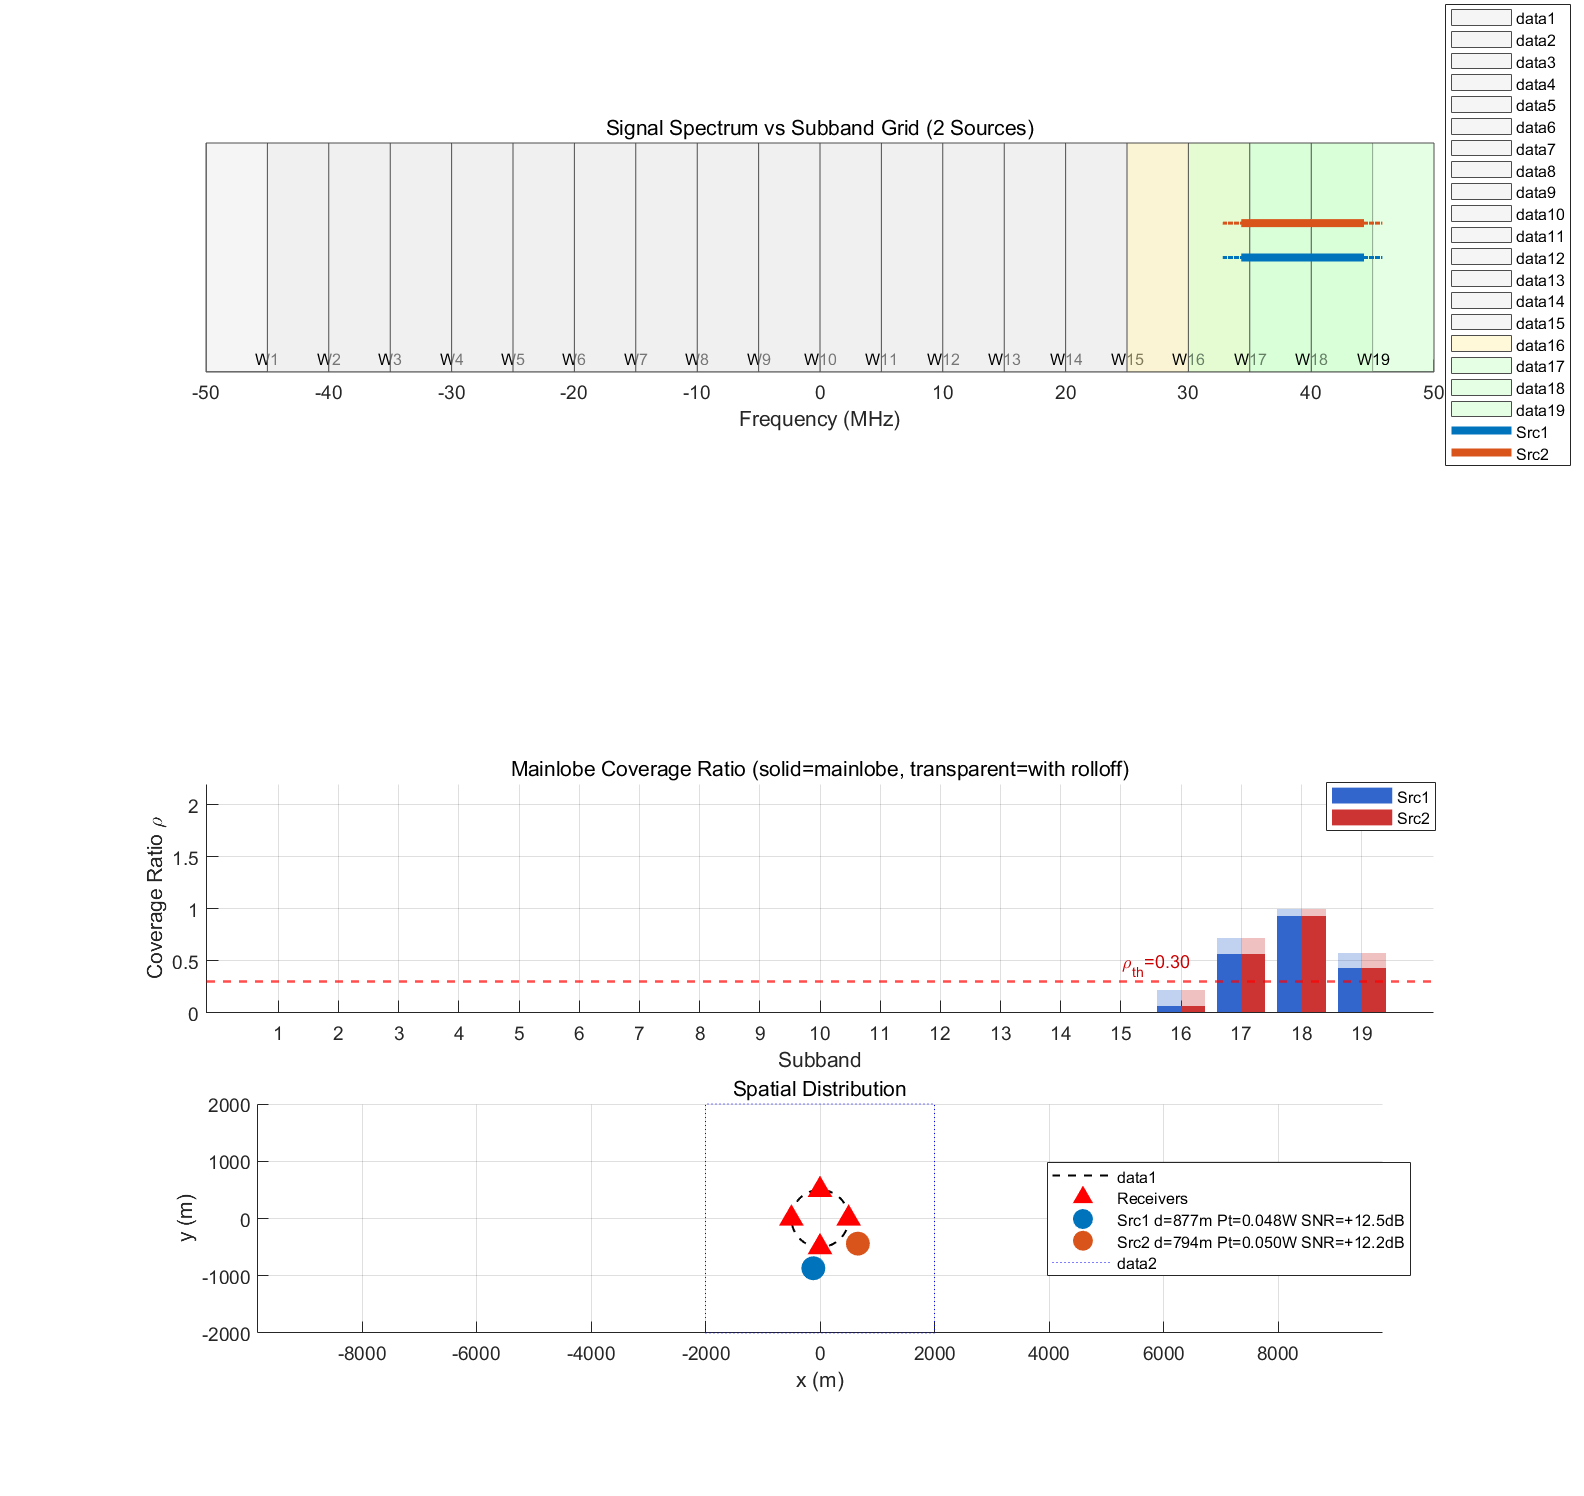 data1
data2
data3
data4
data5
data6
data7
data8
data9
data10
data11
data12
data13
data14
data15
data16
data17
data18
data19
Src1
Src2
Signal Spectrum vs Subband Grid (2 Sources)
W1 W2 W3 W4 W5 W6 W7 W8 W9 W10 W11 W12 W13 W14 W15 W16 W17 W18 W19
-50 -40 -30 -20 -10 0 10 20 30 40 50
Frequency (MHz)
Mainlobe Coverage Ratio (solid=mainlobe, transparent=with rolloff)
Src1
Src2
Coverage Ratio ρ
2
1.5
1
0.5
0
ρth=0.30
1 2 3 4 5 6 7 8 9 10 11 12 13 14 15 16 17 18 19
Subband
Spatial Distribution
y (m)
2000
1000
0
-1000
-2000
data1
Receivers
Src1 d=877m Pt=0.048W SNR=+12.5dB
Src2 d=794m Pt=0.050W SNR=+12.2dB
data2
-8000 -6000 -4000 -2000 0 2000 4000 6000 8000
x (m)